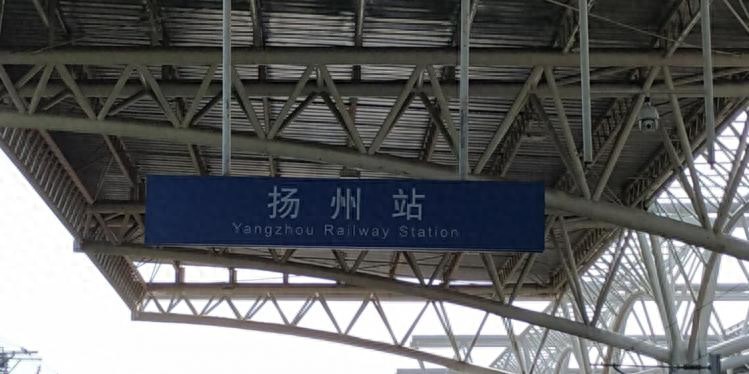 扬州站
Yangzhou Railway Station